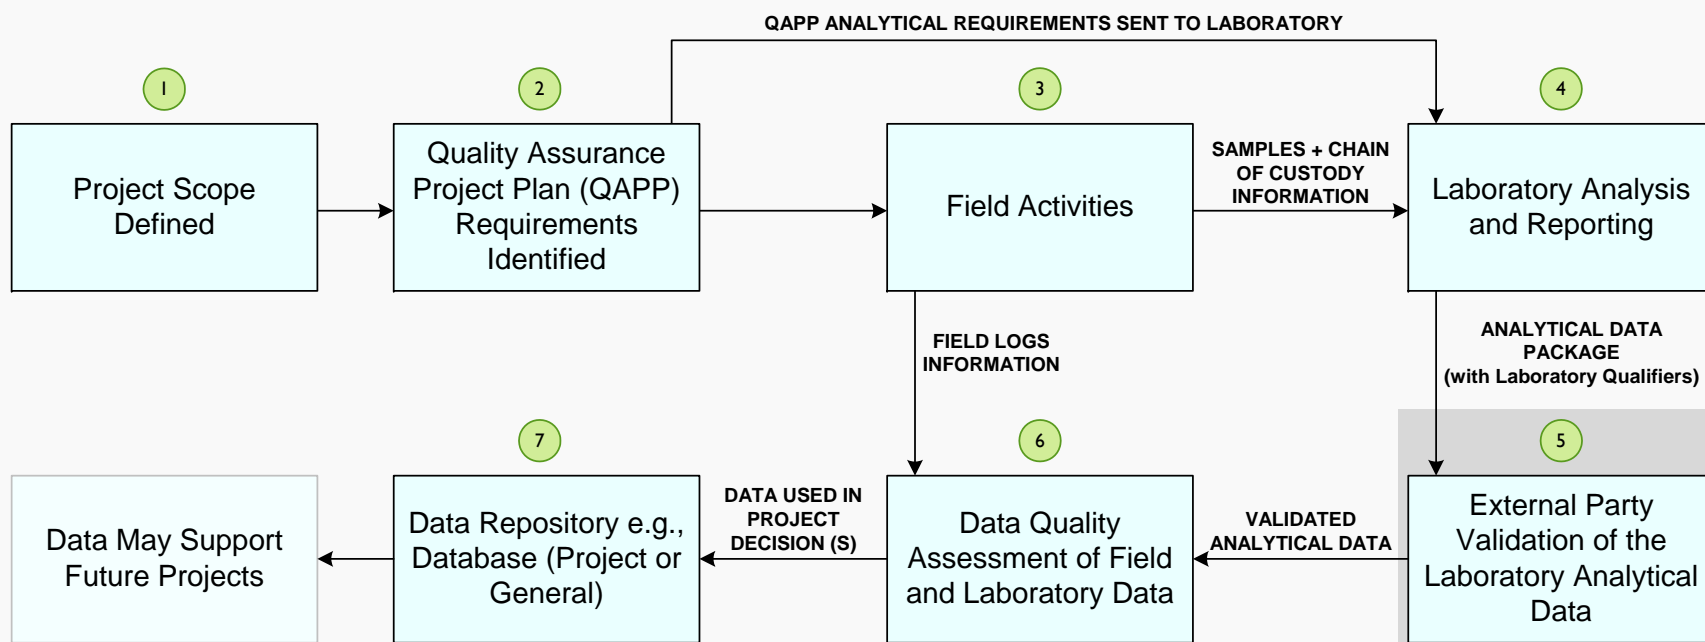 QAPP ANALYTICAL REQUIREMENTS SENT TO LABORATORY
1
2
3
4
Project Scope
Defined
Quality Assurance
Project Plan (QAPP)
Requirements
Identified
Field Activities
SAMPLES + CHAIN
OF CUSTODY
INFORMATION
Laboratory Analysis
and Reporting
FIELD LOGS
INFORMATION
ANALYTICAL DATA
PACKAGE
(with Laboratory Qualifiers)
7
6
5
Data May Support
Future Projects
Data Repository e.g.,
Database (Project or
General)
DATA USED IN
PROJECT
DECISION (S)
Data Quality
Assessment of Field
and Laboratory Data
VALIDATED
ANALYTICAL DATA
External Party
Validation of the
Laboratory Analytical
Data